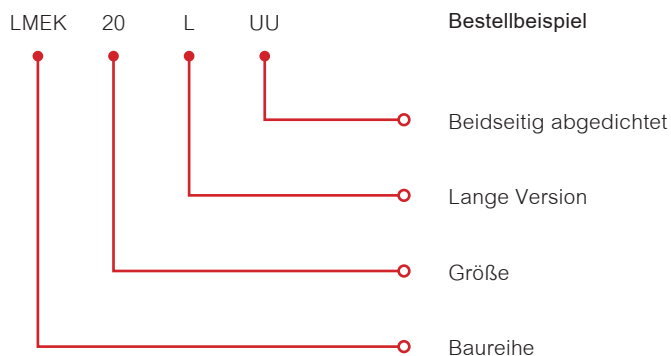 LMEK 20 L UU Bestellbeispiel
Beidseitig abgedichtet
Lange Version
Größe
Baureihe